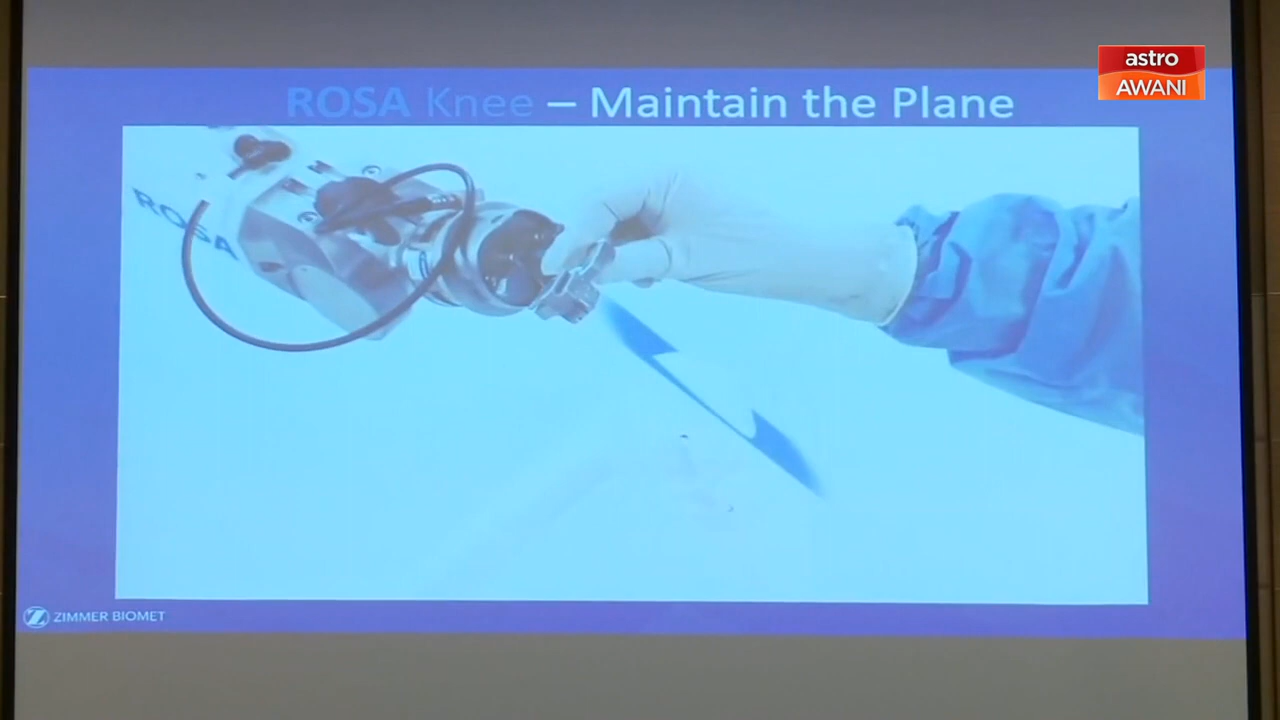 astro
AWANI
ROSA Knee – Maintain the Plane
ROSA
ZIMMER BIOMET